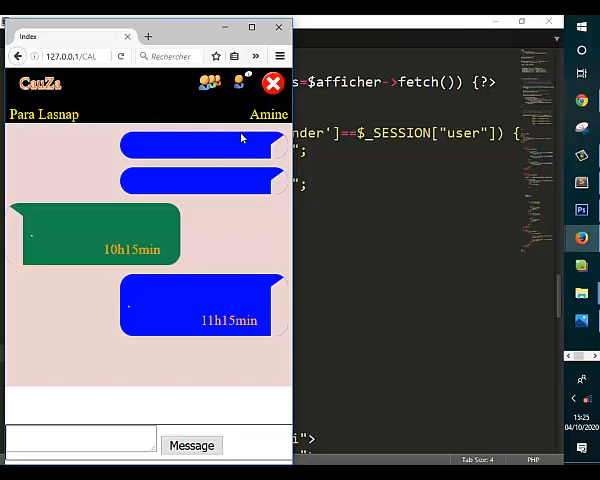 Index
127.0.0.1/CAU
Rechercher
CauZa
Para Lasnap
Amine
.
10h15min
.
11h15min
Message
s=$afficher->fetch()) {?>
nder']==$_SESSION["user"]) {
";
";
i">
";
Tab Size: 4
PHP
15:25
04/10/2020